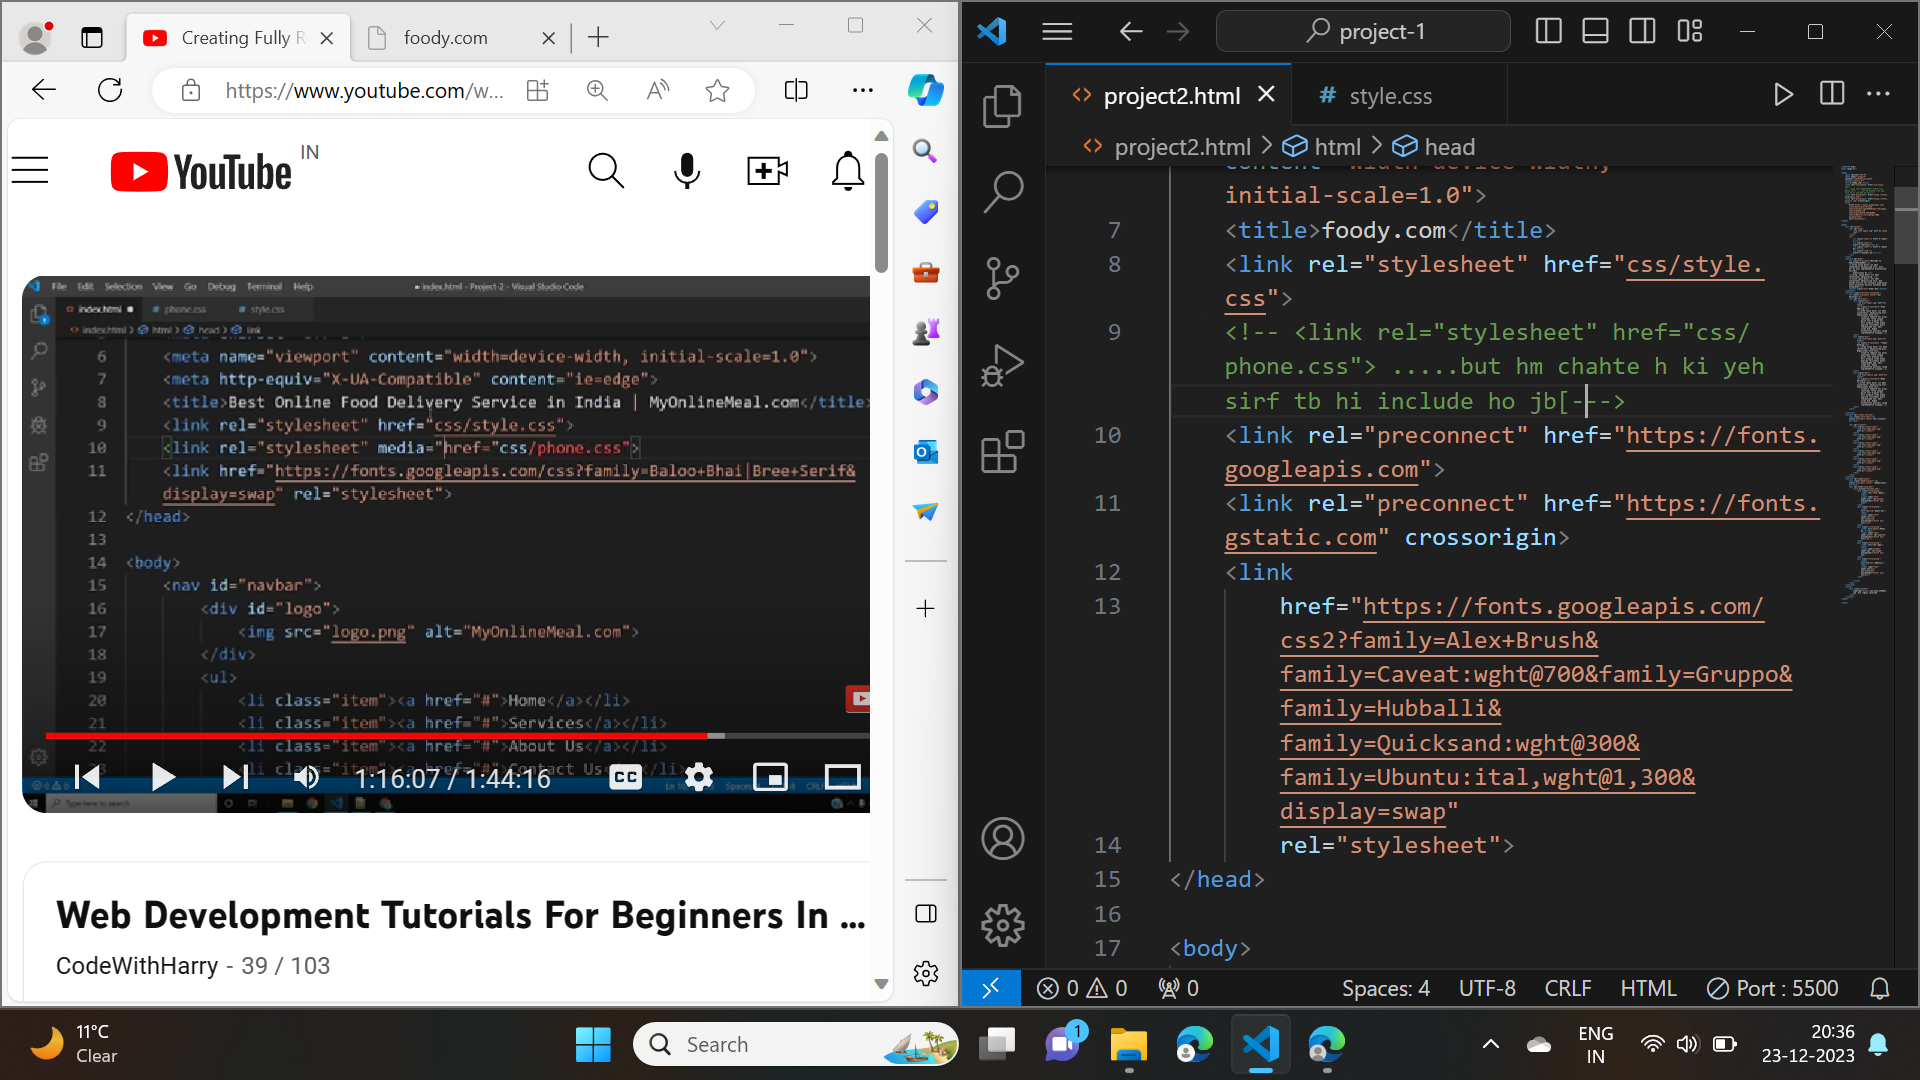 Creating Fully R
foody.com
https://www.youtube.com/w...
YouTube IN
File Edit Selection View Go Debug Terminal Help
index.html - Project-2 - Visual Studio Code
index.html
phone.css
style.css
index.html > html > head > link
6 <meta name="viewport" content="width=device-width, initial-scale=1.0">
7 <meta http-equiv="X-UA-Compatible" content="ie=edge">
8 <title>Best Online Food Delivery Service in India | MyOnlineMeal.com</title>
9 <link rel="stylesheet" href="css/style.css">
10 <link rel="stylesheet" media="href="css/phone.css">
11 <link href="https://fonts.googleapis.com/css?family=Baloo+Bhai|Bree+Serif&
display=swap" rel="stylesheet">
12 </head>
13
14 <body>
15 <nav id="navbar">
16 <div id="logo">
17 <img src="logo.png" alt="MyOnlineMeal.com">
18 </div>
19 <ul>
20 <li class="item"><a href="#">Home</a></li>
21 <li class="item"><a href="#">Services</a></li>
22 <li class="item"><a href="#">About Us</a></li>
<li class="item"><a href="#">Contact Us</a></li>
1:16:07 / 1:44:16
CC
Type here to search
Web Development Tutorials For Beginners In ...
CodeWithHarry - 39 / 103
project-1
project2.html
# style.css
project2.html > html > head
content="width=device-width,
initial-scale=1.0">
7 <title>foody.com</title>
8 <link rel="stylesheet" href="css/style.
css">
9 <!-- <link rel="stylesheet" href="css/
phone.css"> .....but hm chahte h ki yeh
sirf tb hi include ho jb[--->
10 <link rel="preconnect" href="https://fonts.
googleapis.com">
11 <link rel="preconnect" href="https://fonts.
gstatic.com" crossorigin>
12 <link
13 href="https://fonts.googleapis.com/
css2?family=Alex+Brush&
family=Caveat:wght@700&family=Gruppo&
family=Hubballi&
family=Quicksand:wght@300&
family=Ubuntu:ital,wght@1,300&
display=swap"
14 rel="stylesheet">
15 </head>
16
17 <body>
0 0 0
Spaces: 4 UTF-8 CRLF HTML Port : 5500
11°C
Clear
Search
1
ENG
IN
20:36
23-12-2023